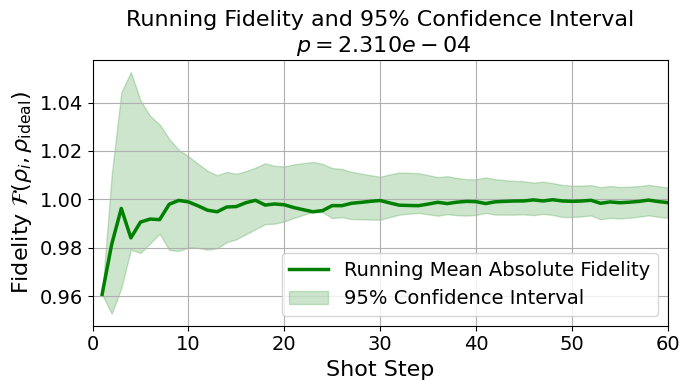 Running Fidelity and 95% Confidence Interval
p = 2.310e − 04
Fidelity 𝓕(ρᵢ, ρ_ideal)
1.04
1.02
1.00
0.98
0.96
Running Mean Absolute Fidelity
95% Confidence Interval
0 10 20 30 40 50 60
Shot Step